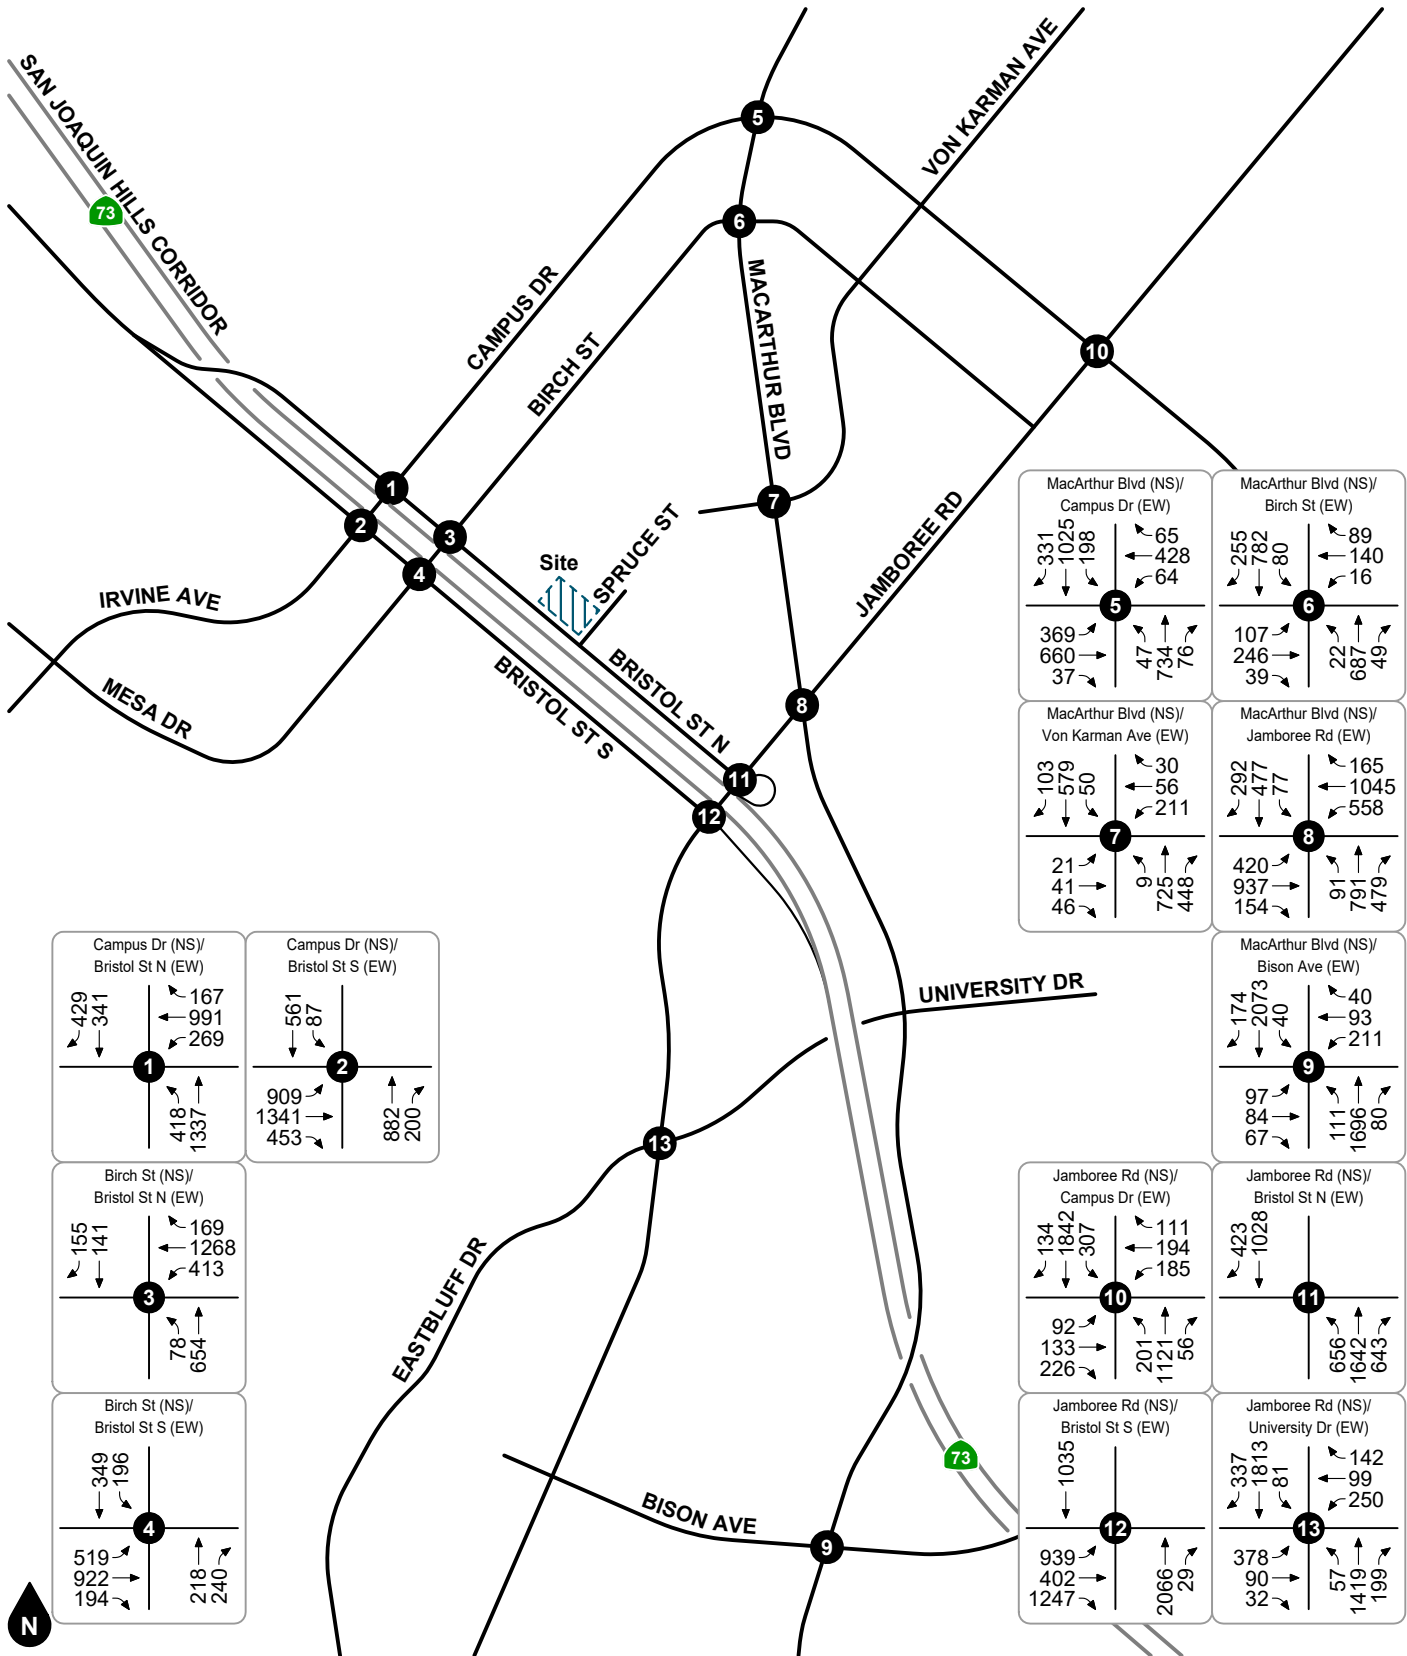 SAN JOAQUIN HILLS CORRIDOR
73
VON KARMAN AVE
CAMPUS DR
BIRCH ST
MACARTHUR BLVD
JAMBOREE RD
SPRUCE ST
Site
IRVINE AVE
MESA DR
BRISTOL ST N
BRISTOL ST S
UNIVERSITY DR
EASTBLUFF DR
BISON AVE
73
N
1
2
3
4
5
6
7
8
9
10
11
12
13
Campus Dr (NS)/
Bristol St N (EW)
429 341
167
991
269
1
418 1337
Campus Dr (NS)/
Bristol St S (EW)
561 87
2
909
1341
453
882 200
Birch St (NS)/
Bristol St N (EW)
155 141
169
1268
413
3
78 654
Birch St (NS)/
Bristol St S (EW)
349 196
4
519
922
194
218 240
MacArthur Blvd (NS)/
Campus Dr (EW)
331 1025 198
65
428
64
5
369
660
37
47 734 76
MacArthur Blvd (NS)/
Birch St (EW)
255 782 80
89
140
16
6
107
246
39
22 687 49
MacArthur Blvd (NS)/
Von Karman Ave (EW)
103 579 50
30
56
211
7
21
41
46
9 725 448
MacArthur Blvd (NS)/
Jamboree Rd (EW)
292 477 77
165
1045
558
8
420
937
154
91 791 479
MacArthur Blvd (NS)/
Bison Ave (EW)
174 2073 40
40
93
211
9
97
84
67
111 1696 80
Jamboree Rd (NS)/
Campus Dr (EW)
134 1842 307
111
194
185
10
92
133
226
201 1121 56
Jamboree Rd (NS)/
Bristol St N (EW)
423 1028
11
656 1642 643
Jamboree Rd (NS)/
Bristol St S (EW)
1035
12
939
402
1247
2066 29
Jamboree Rd (NS)/
University Dr (EW)
337 1813 81
142
99
250
13
378
90
32
57 1419 199